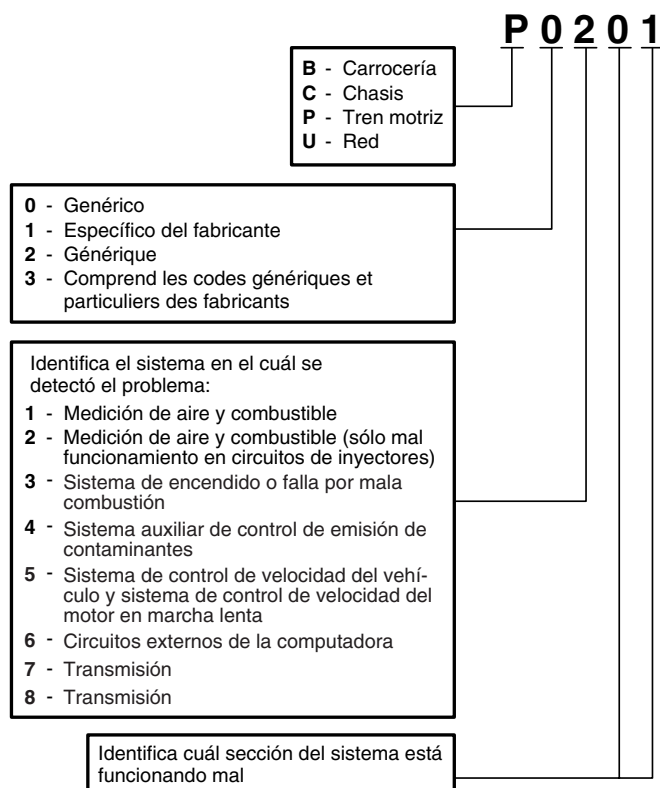 P 0 2 0 1
B - Carrocería
C - Chasis
P - Tren motriz
U - Red
0 - Genérico
1 - Específico del fabricante
2 - Générique
3 - Comprend les codes génériques et
particuliers des fabricants
Identifica el sistema en el cuál se
detectó el problema:
1 - Medición de aire y combustible
2 - Medición de aire y combustible (sólo mal
funcionamiento en circuitos de inyectores)
3 - Sistema de encendido o falla por mala
combustión
4 - Sistema auxiliar de control de emisión de
contaminantes
5 - Sistema de control de velocidad del vehí-
culo y sistema de control de velocidad del
motor en marcha lenta
6 - Circuitos externos de la computadora
7 - Transmisión
8 - Transmisión
Identifica cuál sección del sistema está
funcionando mal